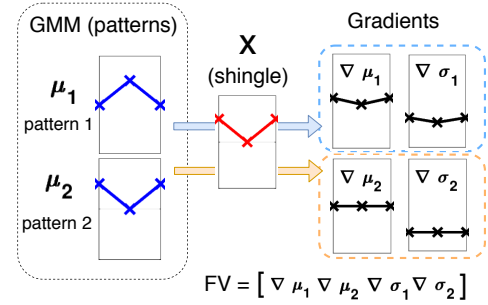 GMM (patterns)
μ₁
pattern 1
μ₂
pattern 2
X
(shingle)
Gradients
∇ μ₁
∇ σ₁
∇ μ₂
∇ σ₂
FV = [ ∇ μ₁ ∇ μ₂ ∇ σ₁ ∇ σ₂ ]